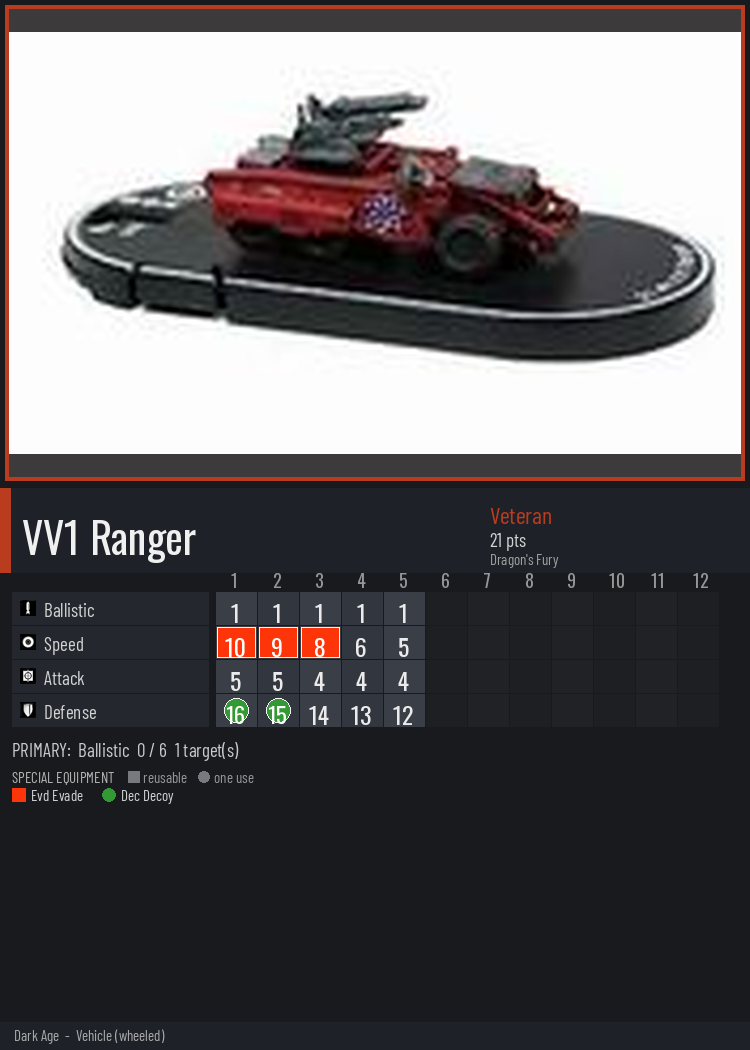 VV1 Ranger
Veteran
21 pts
Dragon's Fury
1 2 3 4 5 6 7 8 9 10 11 12
Ballistic 1 1 1 1 1
Speed 10 9 8 6 5
Attack 5 5 4 4 4
Defense 16 15 14 13 12
PRIMARY: Ballistic 0 / 6 1 target(s)
SPECIAL EQUIPMENT reusable one use
Evd Evade Dec Decoy
Dark Age - Vehicle (wheeled)